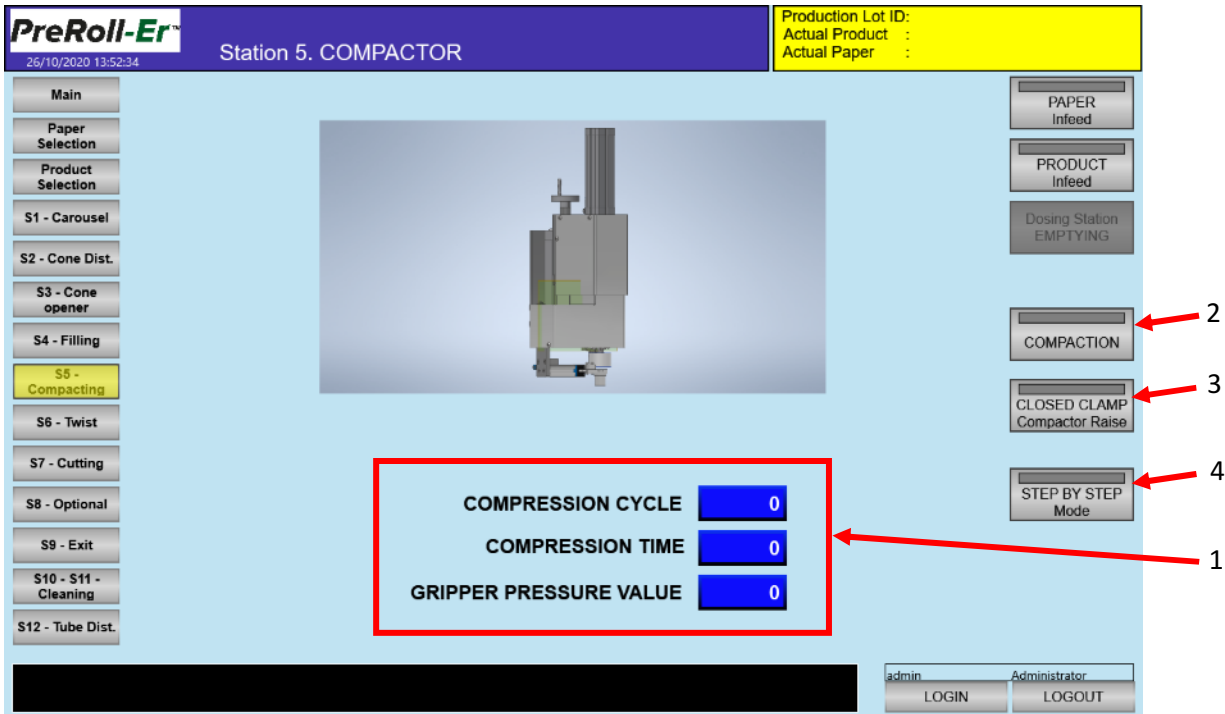 PreRoll-Er™
26/10/2020 13:52:34
Station 5. COMPACTOR
Production Lot ID:
Actual Product :
Actual Paper :
Main
Paper
Selection
Product
Selection
S1 - Carousel
S2 - Cone Dist.
S3 - Cone
opener
S4 - Filling
S5 -
Compacting
S6 - Twist
S7 - Cutting
S8 - Optional
S9 - Exit
S10 - S11 -
Cleaning
S12 - Tube Dist.
COMPRESSION CYCLE 0
COMPRESSION TIME 0
GRIPPER PRESSURE VALUE 0
PAPER
Infeed
PRODUCT
Infeed
Dosing Station
EMPTYING
COMPACTION
CLOSED CLAMP
Compactor Raise
STEP BY STEP
Mode
2
3
4
1
admin Administrator
LOGIN LOGOUT